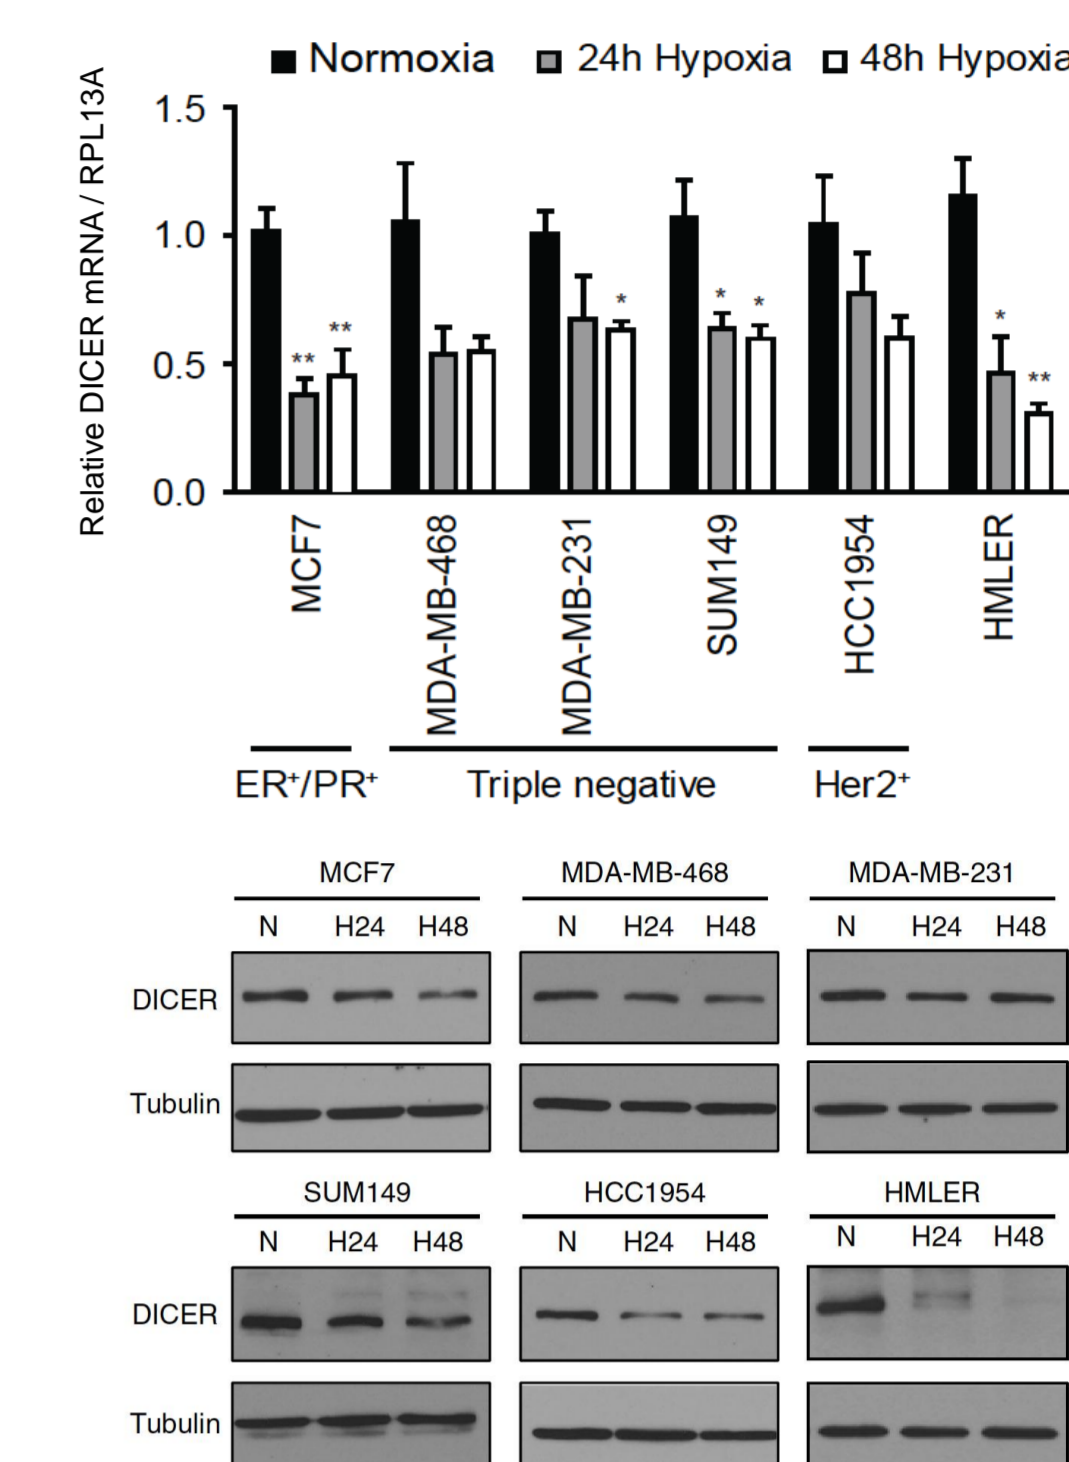 Normoxia 24h Hypoxia 48h Hypoxia
Relative DICER mRNA / RPL13A
1.5
1.0
0.5
0.0
** **
*
* *
* **
MCF7 MDA-MB-468 MDA-MB-231 SUM149 HCC1954 HMLER
ER+/PR+ Triple negative Her2+
MCF7 MDA-MB-468 MDA-MB-231
N H24 H48 N H24 H48 N H24 H48
DICER
Tubulin
SUM149 HCC1954 HMLER
N H24 H48 N H24 H48 N H24 H48
DICER
Tubulin